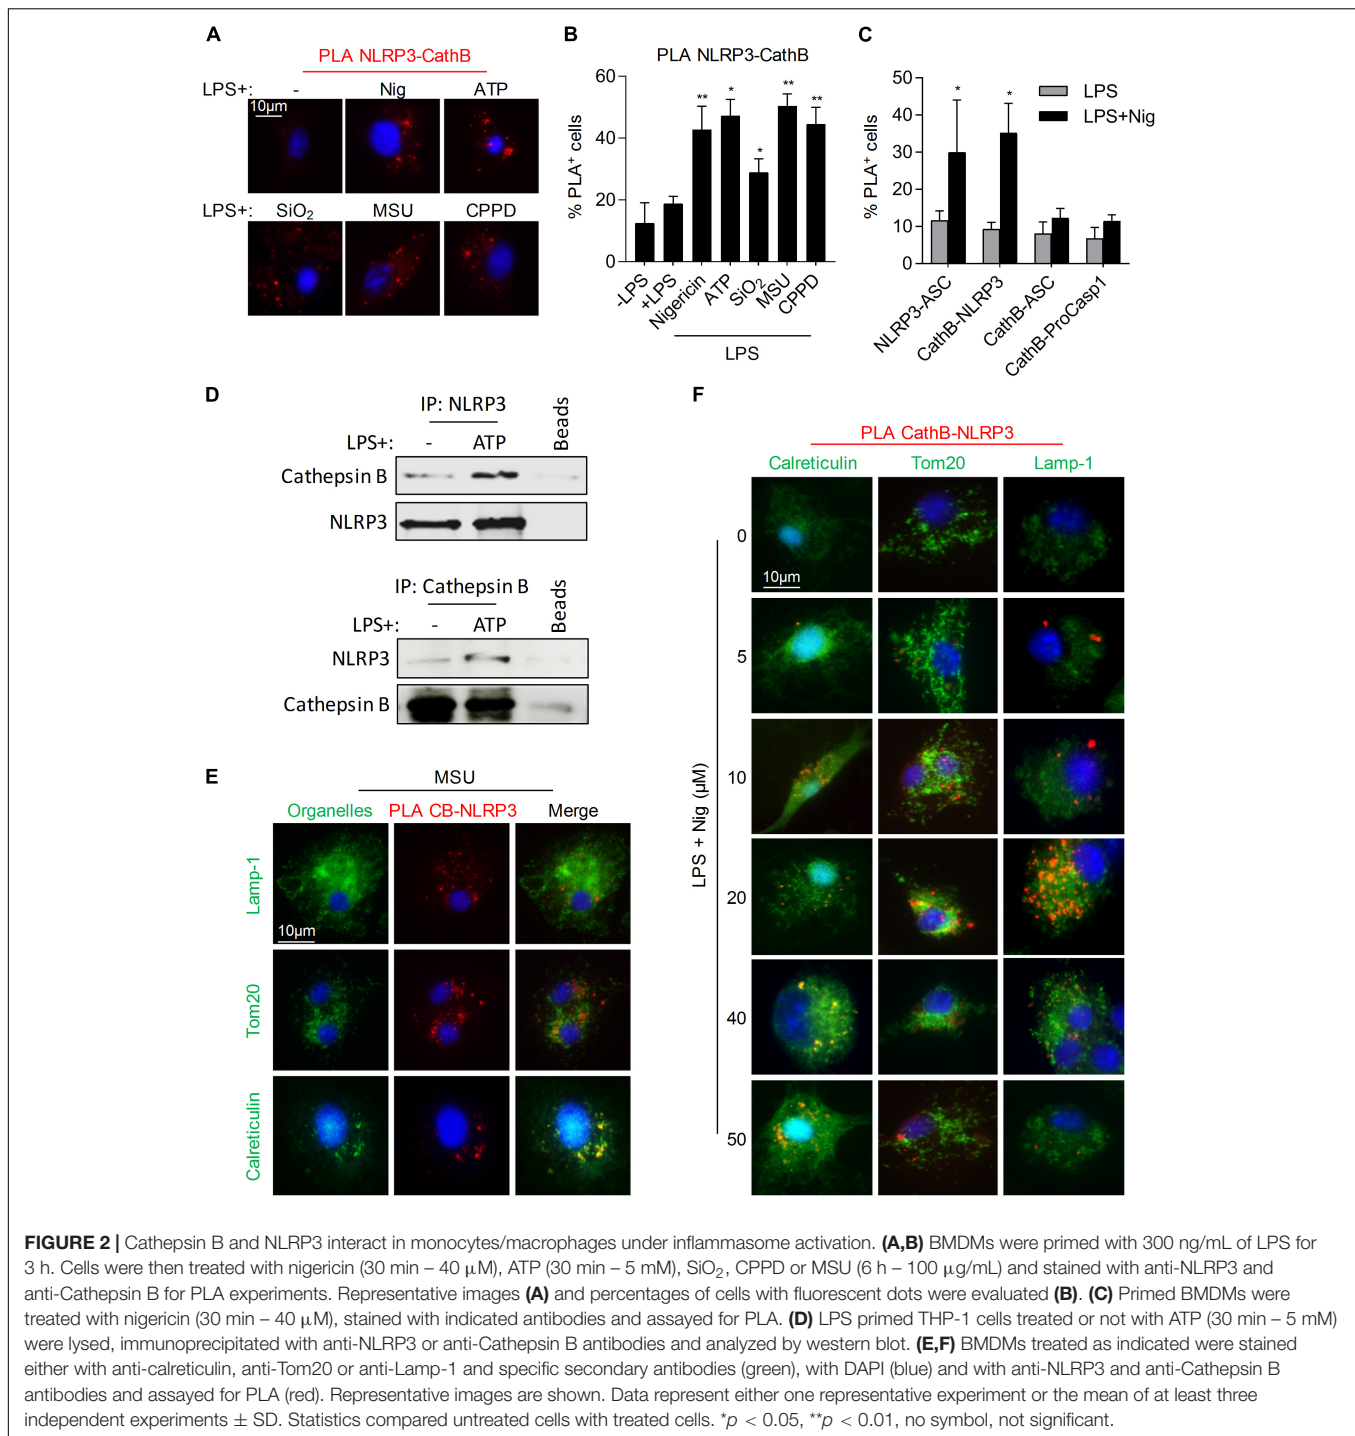 A
PLA NLRP3-CathB
LPS+: - Nig ATP
10µm
LPS+: SiO₂ MSU CPPD
B
PLA NLRP3-CathB
% PLA⁺ cells
60
40
20
0
** * * ** **
-LPS
+LPS
Nigericin
ATP
SiO₂
MSU
CPPD
LPS
C
% PLA⁺ cells
50
40
30
20
10
0
* *
LPS
LPS+Nig
NLRP3-ASC
CathB-NLRP3
CathB-ASC
CathB-ProCasp1
D
IP: NLRP3
Beads
LPS+: - ATP
Cathepsin B
NLRP3
IP: Cathepsin B
Beads
LPS+: - ATP
NLRP3
Cathepsin B
E
MSU
Organelles PLA CB-NLRP3 Merge
Lamp-1
10µm
Tom20
Calreticulin
F
PLA CathB-NLRP3
Calreticulin Tom20 Lamp-1
LPS + Nig (µM)
0
10µm
5
10
20
40
50
FIGURE 2 | Cathepsin B and NLRP3 interact in monocytes/macrophages under inflammasome activation. (A,B) BMDMs were primed with 300 ng/mL of LPS for
3 h. Cells were then treated with nigericin (30 min – 40 µM), ATP (30 min – 5 mM), SiO₂, CPPD or MSU (6 h – 100 µg/mL) and stained with anti-NLRP3 and
anti-Cathepsin B for PLA experiments. Representative images (A) and percentages of cells with fluorescent dots were evaluated (B). (C) Primed BMDMs were
treated with nigericin (30 min – 40 µM), stained with indicated antibodies and assayed for PLA. (D) LPS primed THP-1 cells treated or not with ATP (30 min – 5 mM)
were lysed, immunoprecipitated with anti-NLRP3 or anti-Cathepsin B antibodies and analyzed by western blot. (E,F) BMDMs treated as indicated were stained
either with anti-calreticulin, anti-Tom20 or anti-Lamp-1 and specific secondary antibodies (green), with DAPI (blue) and with anti-NLRP3 and anti-Cathepsin B
antibodies and assayed for PLA (red). Representative images are shown. Data represent either one representative experiment or the mean of at least three
independent experiments ± SD. Statistics compared untreated cells with treated cells. *p < 0.05, **p < 0.01, no symbol, not significant.